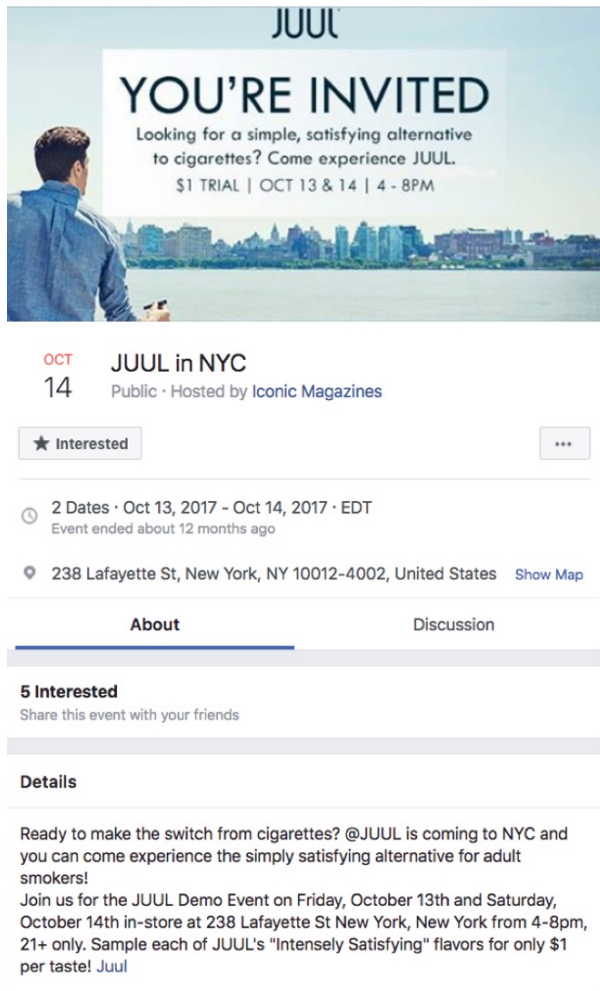 JUUL
YOU'RE INVITED
Looking for a simple, satisfying alternative
to cigarettes? Come experience JUUL.
$1 TRIAL | OCT 13 & 14 | 4 - 8PM
OCT
14
JUUL in NYC
Public · Hosted by Iconic Magazines
★ Interested
...
2 Dates · Oct 13, 2017 - Oct 14, 2017 · EDT
Event ended about 12 months ago
238 Lafayette St, New York, NY 10012-4002, United States Show Map
About Discussion
5 Interested
Share this event with your friends
Details
Ready to make the switch from cigarettes? @JUUL is coming to NYC and
you can come experience the simply satisfying alternative for adult
smokers!
Join us for the JUUL Demo Event on Friday, October 13th and Saturday,
October 14th in-store at 238 Lafayette St New York, New York from 4-8pm,
21+ only. Sample each of JUUL's "Intensely Satisfying" flavors for only $1
per taste! Juul